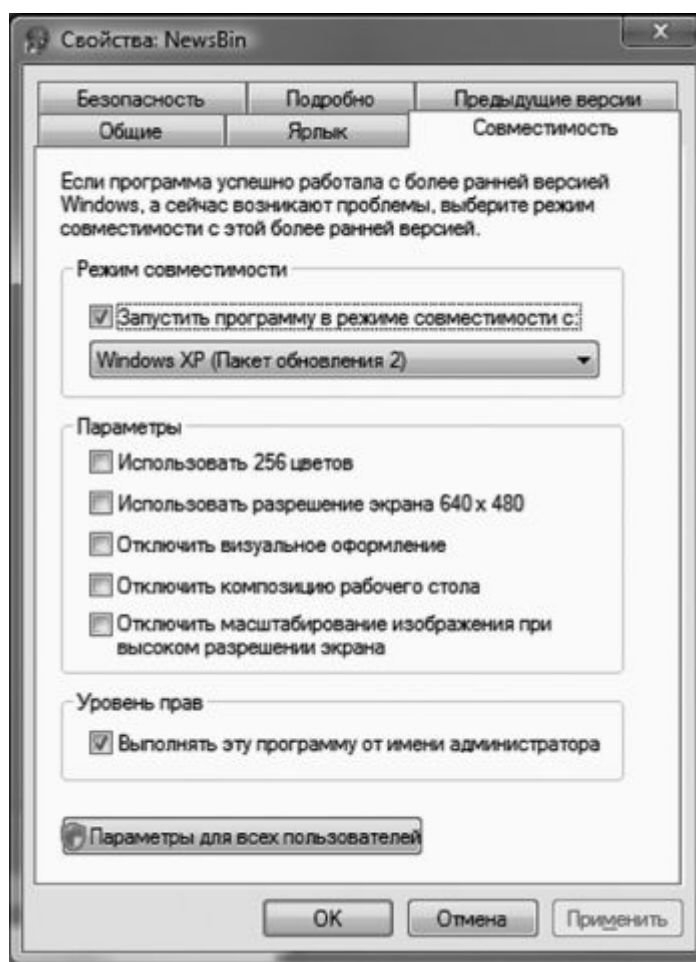 Свойства: NewsBin
Безопасность
Подробно
Предыдущие версии
Общие
Ярлык
Совместимость
Если программа успешно работала с более ранней версией
Windows, а сейчас возникают проблемы, выберите режим
совместимости с этой более ранней версией.
Режим совместимости
Запустить программу в режиме совместимости с:
Windows XP (Пакет обновления 2)
Параметры
Использовать 256 цветов
Использовать разрешение экрана 640 x 480
Отключить визуальное оформление
Отключить композицию рабочего стола
Отключить масштабирование изображения при
высоком разрешении экрана
Уровень прав
Выполнять эту программу от имени администратора
Параметры для всех пользователей
ОК
Отмена
Применить